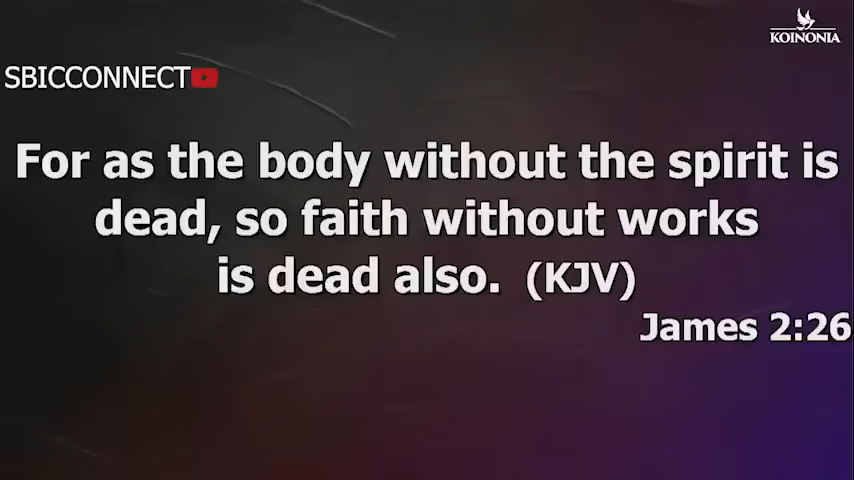 KOINONIA
SBICCONNECT
For as the body without the spirit is
dead, so faith without works
is dead also. (KJV)
James 2:26